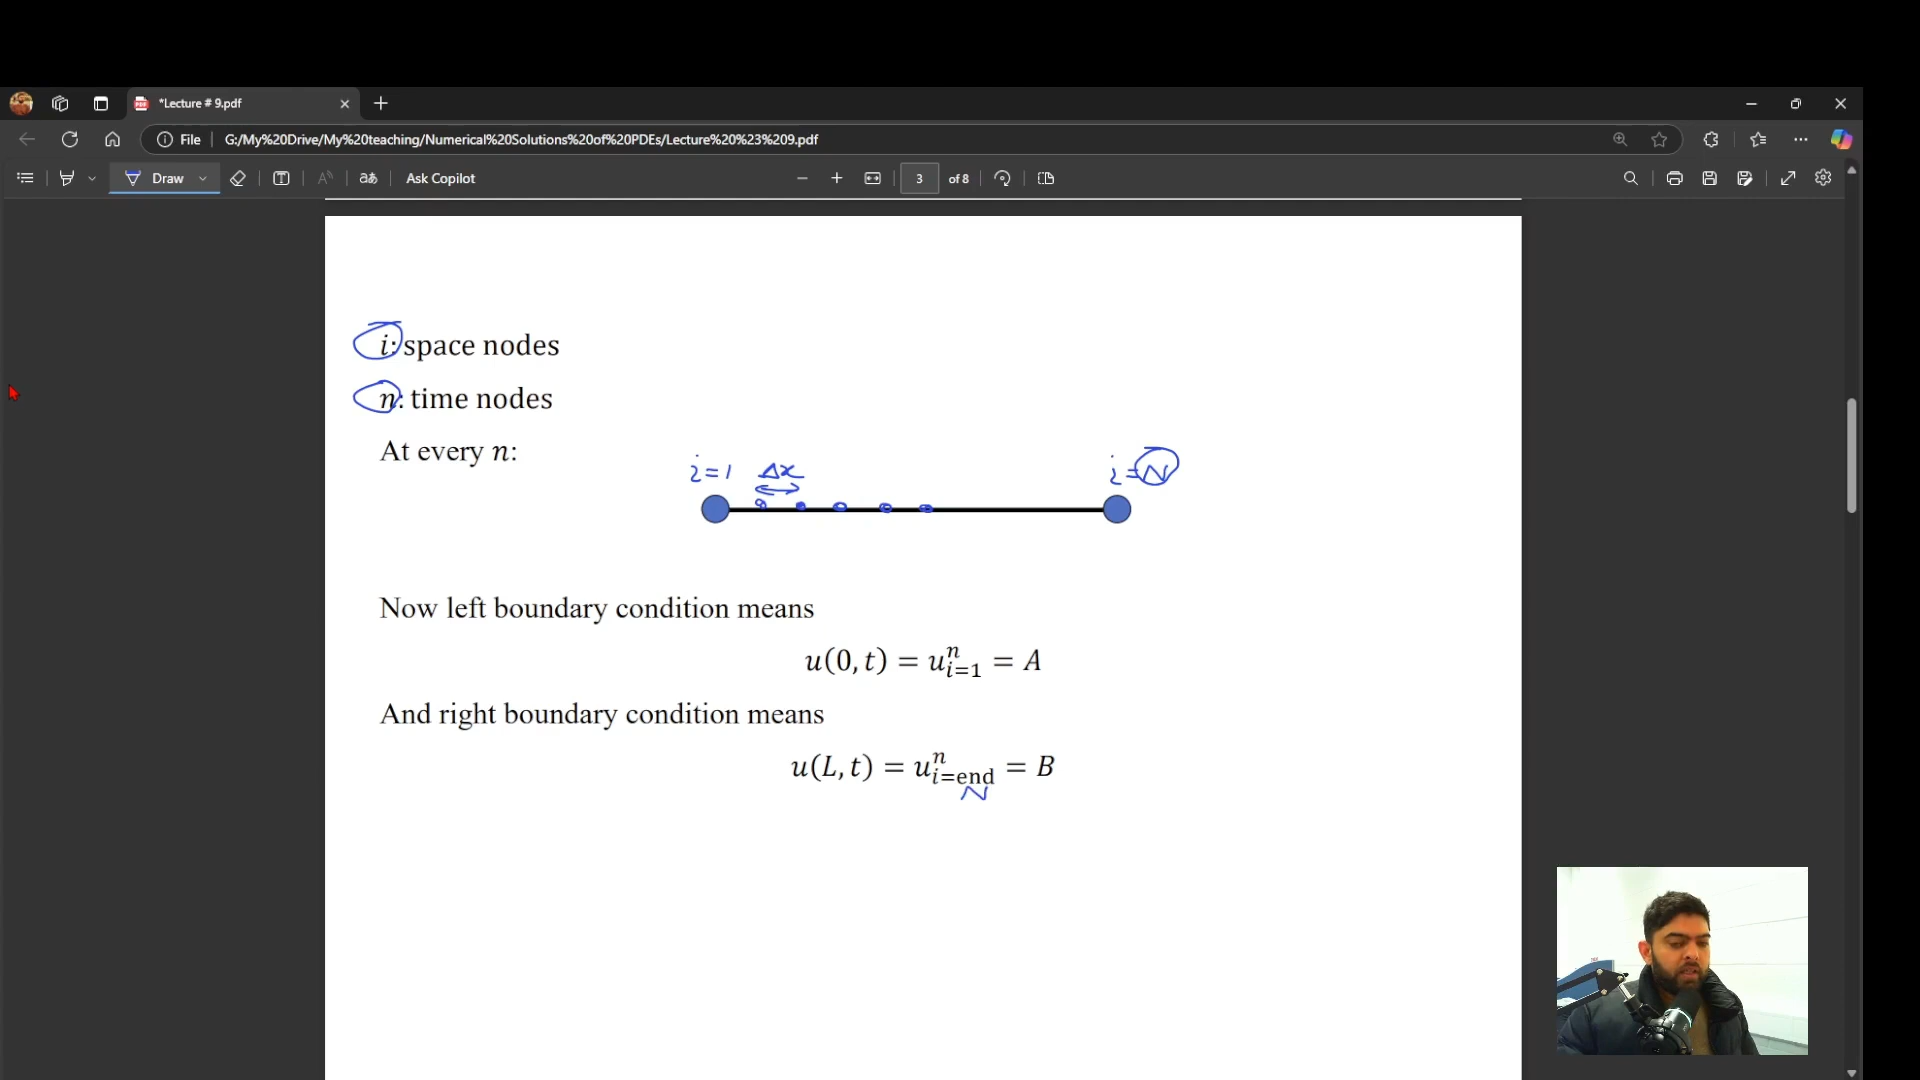 *Lecture # 9.pdf
File G:/My%20Drive/My%20teaching/Numerical%20Solutions%20of%20PDEs/Lecture%20%23%209.pdf
Draw aあ Ask Copilot 3 of 8
i: space nodes
n: time nodes
At every n:
i=1 Δx i=N
Now left boundary condition means
u(0, t) = u^n_{i=1} = A
And right boundary condition means
u(L, t) = u^n_{i=end} = B
N